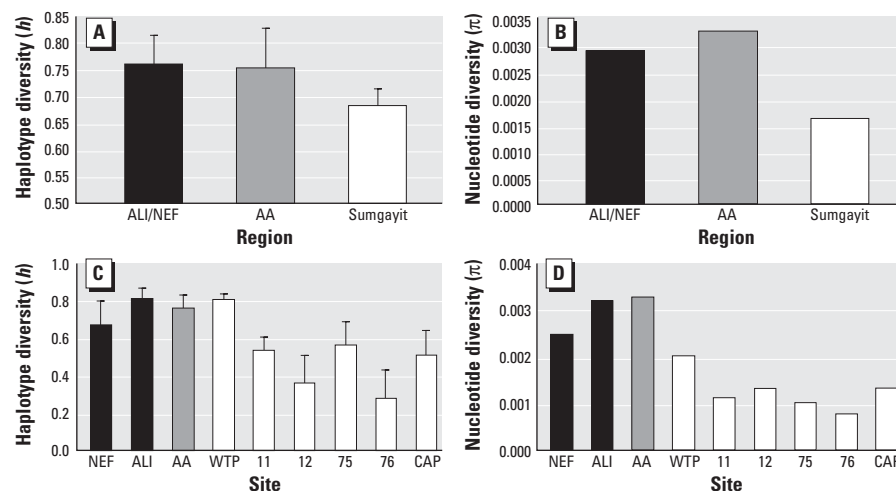 A
Haplotype diversity (h)
0.85
0.80
0.75
0.70
0.65
0.60
0.55
0.50
ALI/NEF AA Sumgayit
Region
B
Nucleotide diversity (π)
0.0035
0.0030
0.0025
0.0020
0.0015
0.0010
0.0005
0.0000
ALI/NEF AA Sumgayit
Region
C
Haplotype diversity (h)
1.0
0.8
0.6
0.4
0.2
0.0
NEF ALI AA WTP 11 12 75 76 CAP
Site
D
Nucleotide diversity (π)
0.004
0.003
0.002
0.001
0.000
NEF ALI AA WTP 11 12 75 76 CAP
Site